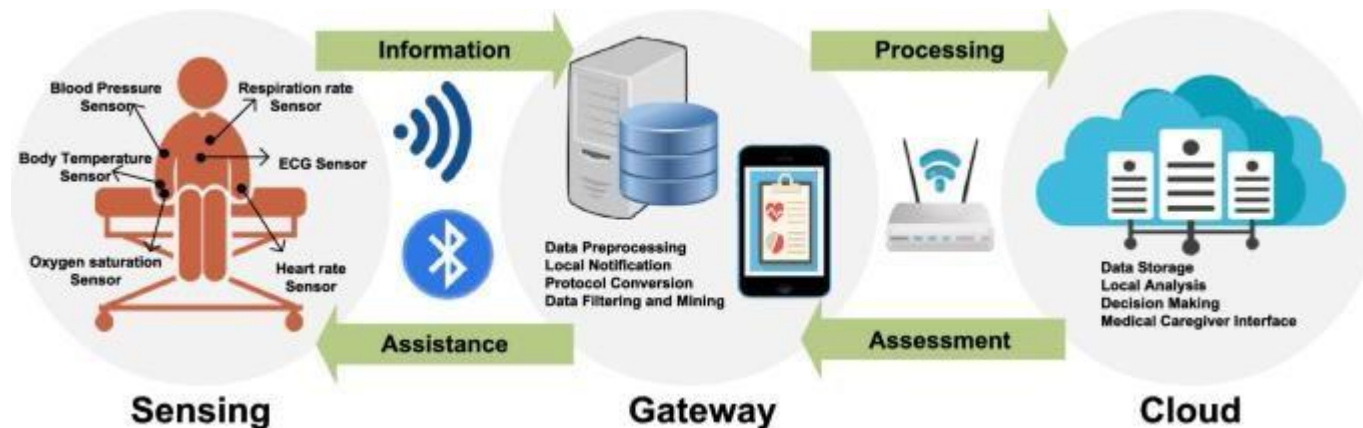 Information
Processing
Blood Pressure
Sensor
Respiration rate
Sensor
Body Temperature
Sensor
ECG Sensor
Oxygen saturation
Sensor
Heart rate
Sensor
Data Preprocessing
Local Notification
Protocol Conversion
Data Filtering and Mining
Data Storage
Local Analysis
Decision Making
Medical Caregiver Interface
Assistance
Assessment
Sensing
Gateway
Cloud